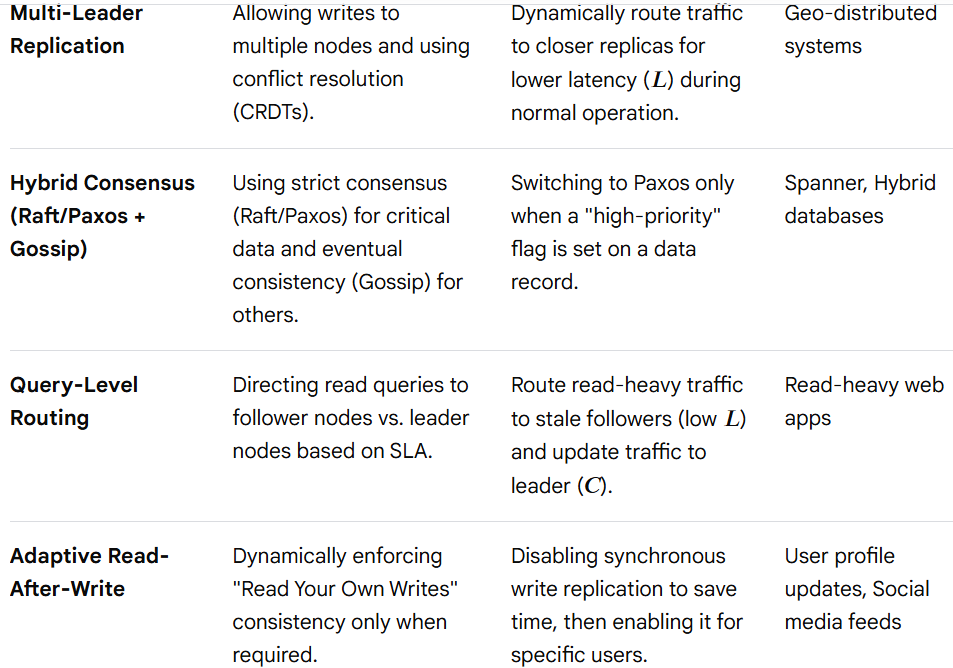 Multi-Leader
Replication
Allowing writes to
multiple nodes and using
conflict resolution
(CRDTs).
Dynamically route traffic
to closer replicas for
lower latency (L) during
normal operation.
Geo-distributed
systems
Hybrid Consensus
(Raft/Paxos +
Gossip)
Using strict consensus
(Raft/Paxos) for critical
data and eventual
consistency (Gossip) for
others.
Switching to Paxos only
when a "high-priority"
flag is set on a data
record.
Spanner, Hybrid
databases
Query-Level
Routing
Directing read queries to
follower nodes vs. leader
nodes based on SLA.
Route read-heavy traffic
to stale followers (low L)
and update traffic to
leader (C).
Read-heavy web
apps
Adaptive Read-
After-Write
Dynamically enforcing
"Read Your Own Writes"
consistency only when
required.
Disabling synchronous
write replication to save
time, then enabling it for
specific users.
User profile
updates, Social
media feeds